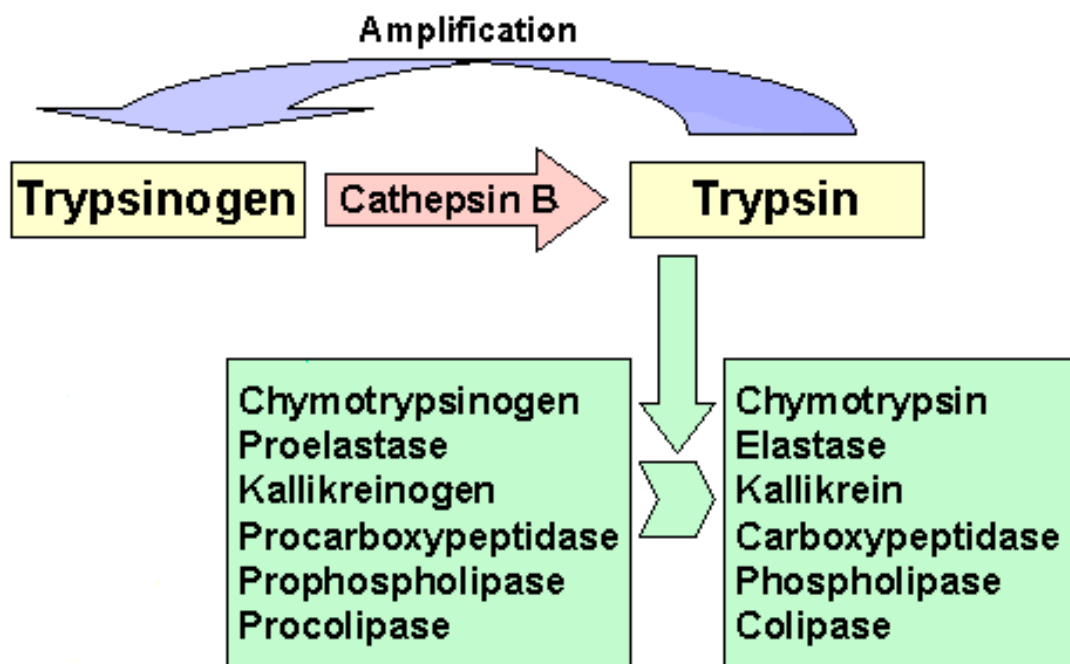 Amplification
Trypsinogen
Cathepsin B
Trypsin
Chymotrypsinogen
Proelastase
Kallikreinogen
Procarboxypeptidase
Prophospholipase
Procolipase
Chymotrypsin
Elastase
Kallikrein
Carboxypeptidase
Phospholipase
Colipase